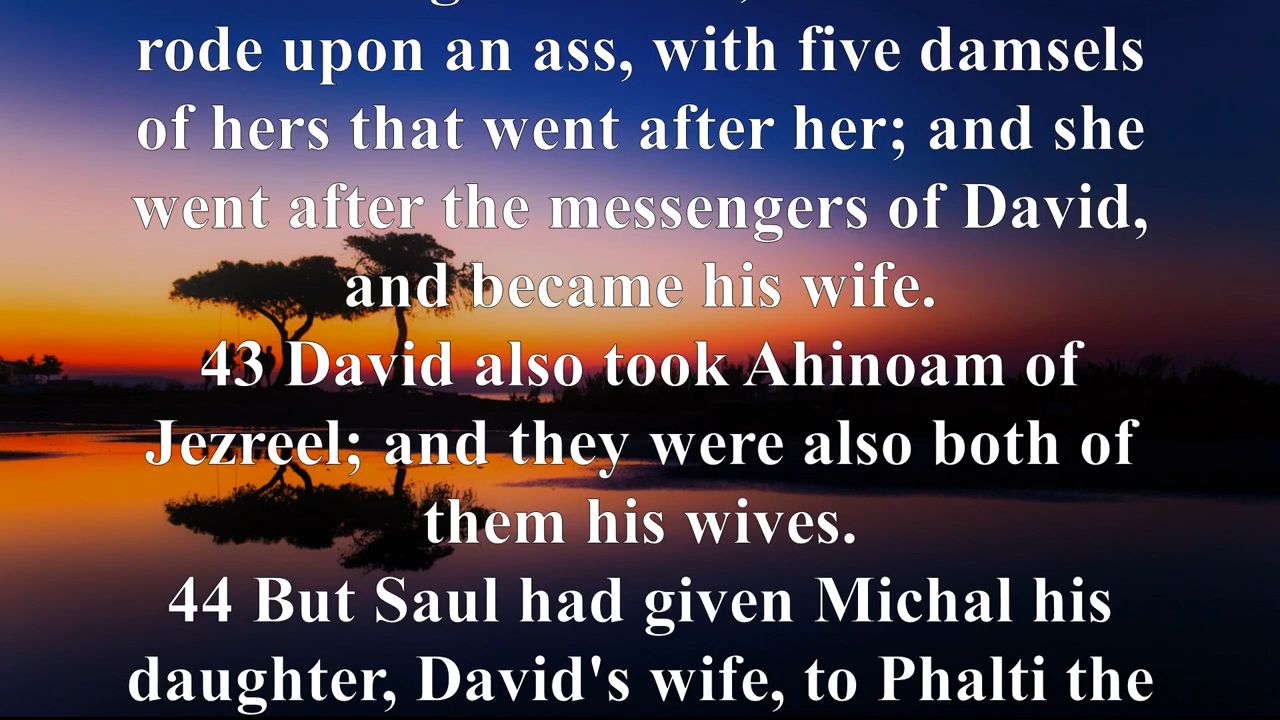 rode upon an ass, with five damsels
of hers that went after her; and she
went after the messengers of David,
and became his wife.
43 David also took Ahinoam of
Jezreel; and they were also both of
them his wives.
44 But Saul had given Michal his
daughter, David's wife, to Phalti the